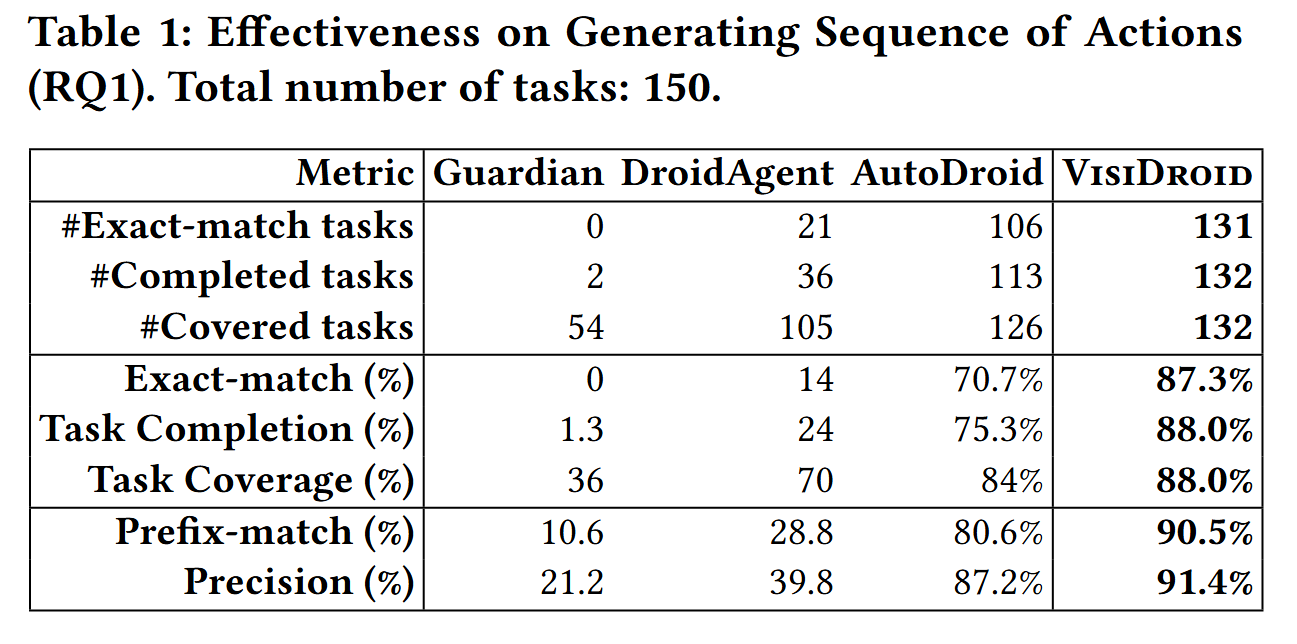 Table 1: Effectiveness on Generating Sequence of Actions
(RQ1). Total number of tasks: 150.
Metric Guardian DroidAgent AutoDroid VISIDROID
#Exact-match tasks 0 21 106 131
#Completed tasks 2 36 113 132
#Covered tasks 54 105 126 132
Exact-match (%) 0 14 70.7% 87.3%
Task Completion (%) 1.3 24 75.3% 88.0%
Task Coverage (%) 36 70 84% 88.0%
Prefix-match (%) 10.6 28.8 80.6% 90.5%
Precision (%) 21.2 39.8 87.2% 91.4%